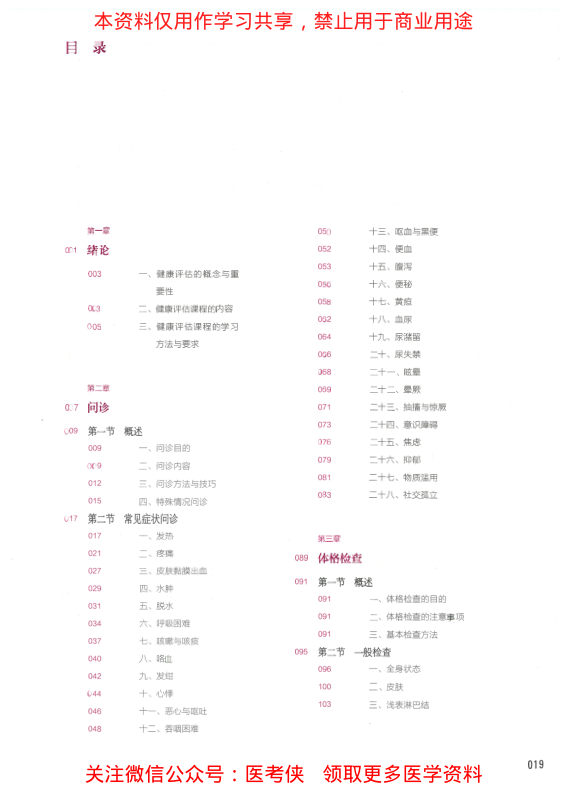 本资料仅用作学习共享，禁止用于商业用途
目 录
第一章
001 绪论
003 一、健康评估的概念与重
要性
003 二、健康评估课程的内容
005 三、健康评估课程的学习
方法与要求
第二章
007 问诊
009 第一节 概述
009 一、问诊目的
009 二、问诊内容
012 三、问诊方法与技巧
015 四、特殊情况问诊
017 第二节 常见症状问诊
017 一、发热
021 二、疼痛
027 三、皮肤黏膜出血
029 四、水肿
031 五、脱水
034 六、呼吸困难
037 七、咳嗽与咳痰
040 八、咯血
042 九、发绀
044 十、心悸
046 十一、恶心与呕吐
048 十二、吞咽困难
050 十三、呕血与黑便
052 十四、便血
053 十五、腹泻
十六、便秘
058 十七、黄疸
十八、血尿
064 十九、尿潴留
066 二十、尿失禁
068 二十一、眩晕
069 二十二、晕厥
071 二十三、抽搐与惊厥
073 二十四、意识障碍
076 二十五、焦虑
079 二十六、抑郁
081 二十七、物质滥用
083 二十八、社交孤立
第三章
089 体格检查
091 第一节 概述
091 一、体格检查的目的
091 二、体格检查的注意事项
091 三、基本检查方法
095 第二节 一般检查
096 一、全身状态
100 二、皮肤
103 三、浅表淋巴结
019
关注微信公众号：医考侠 领取更多医学资料